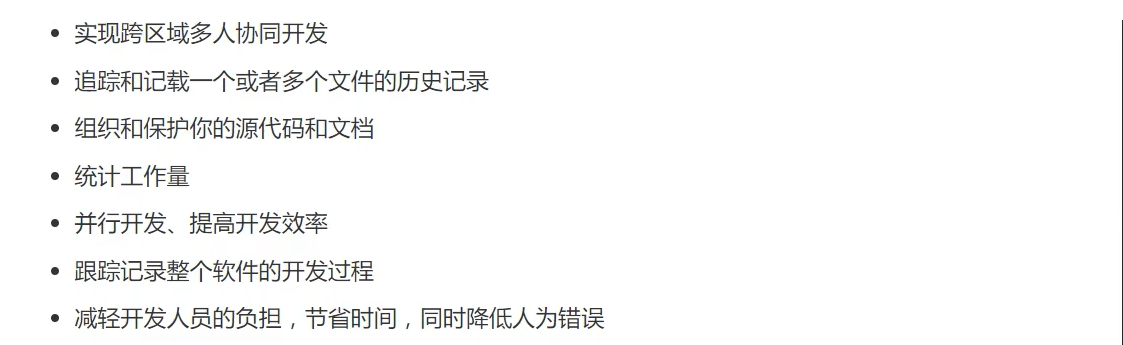 • 实现跨区域多人协同开发
• 追踪和记载一个或者多个文件的历史记录
• 组织和保护你的源代码和文档
• 统计工作量
• 并行开发、提高开发效率
• 跟踪记录整个软件的开发过程
• 减轻开发人员的负担，节省时间，同时降低人为错误